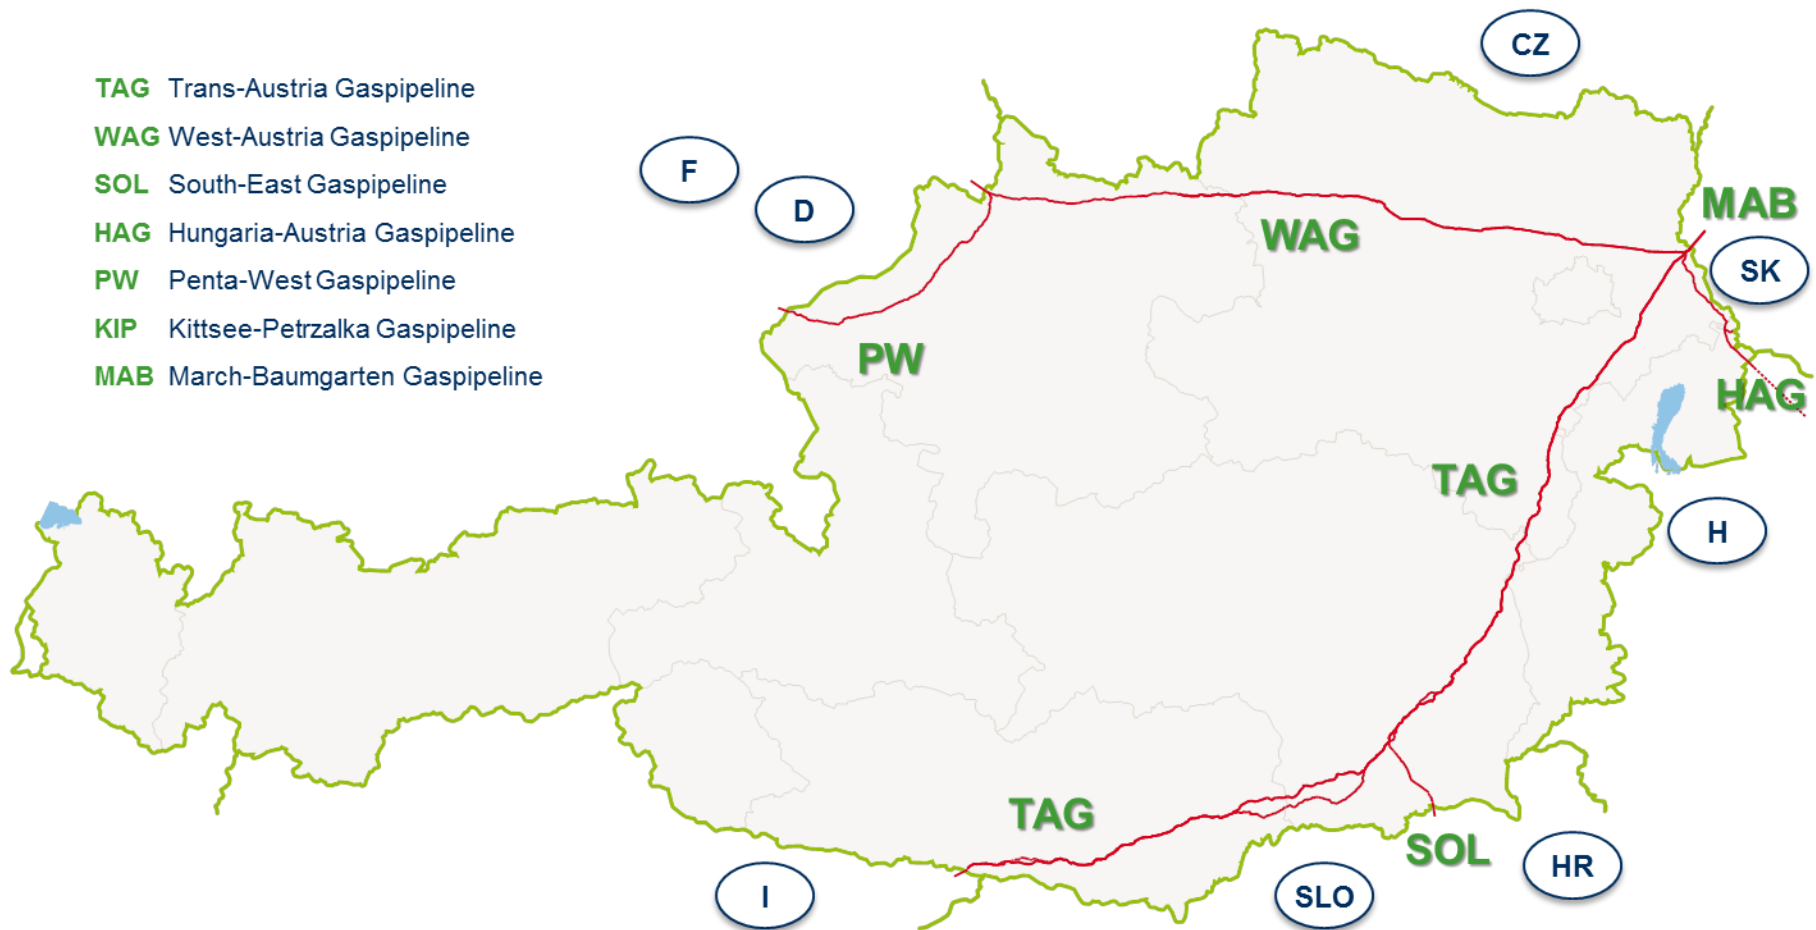 TAG Trans-Austria Gaspipeline
WAG West-Austria Gaspipeline
SOL South-East Gaspipeline
HAG Hungaria-Austria Gaspipeline
PW Penta-West Gaspipeline
KIP Kittsee-Petrzalka Gaspipeline
MAB March-Baumgarten Gaspipeline
CZ
F
D
MAB
WAG
SK
PW
HAG
TAG
H
TAG
SOL
HR
I
SLO